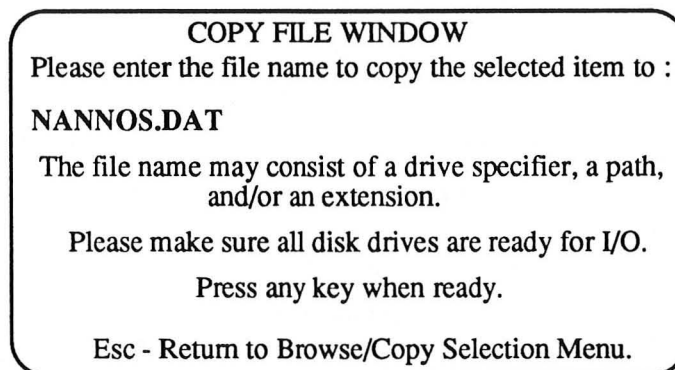 COPY FILE WINDOW
Please enter the file name to copy the selected item to :
NANNOS.DAT
The file name may consist of a drive specifier, a path,
and/or an extension.
Please make sure all disk drives are ready for I/O.
Press any key when ready.
Esc - Return to Browse/Copy Selection Menu.